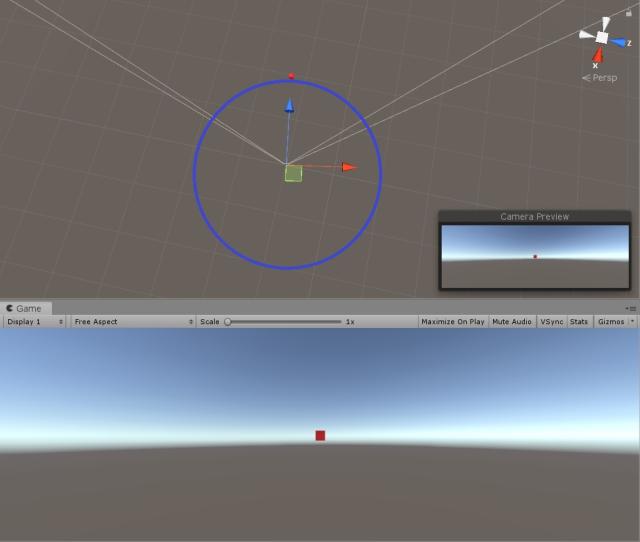 z
x
< Persp
Camera Preview
Game
Display 1 Free Aspect Scale 1x Maximize On Play Mute Audio VSync Stats Gizmos